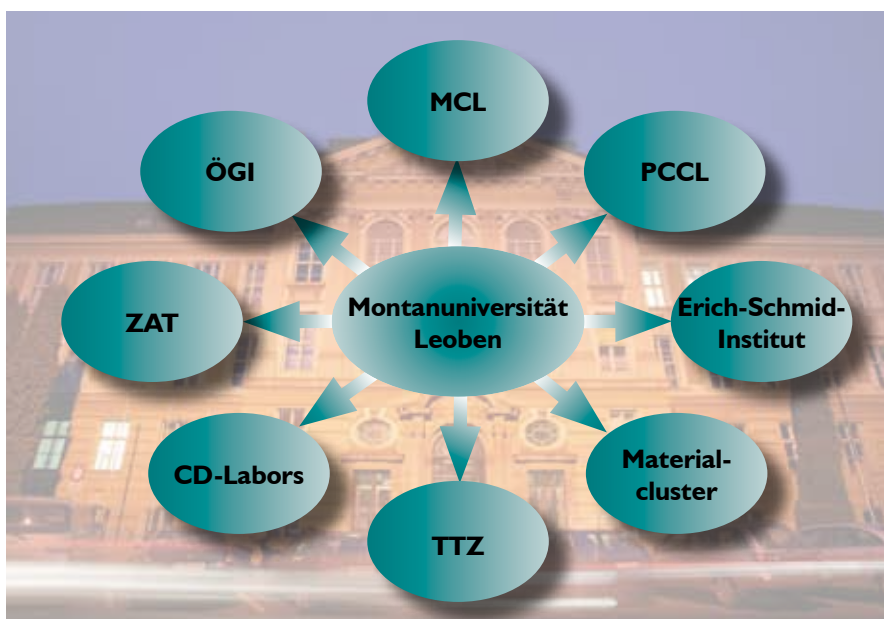 MCL
ÖGI
PCCL
ZAT
Montanuniversität
Leoben
Erich-Schmid-
Institut
CD-Labors
Material-
cluster
TTZ